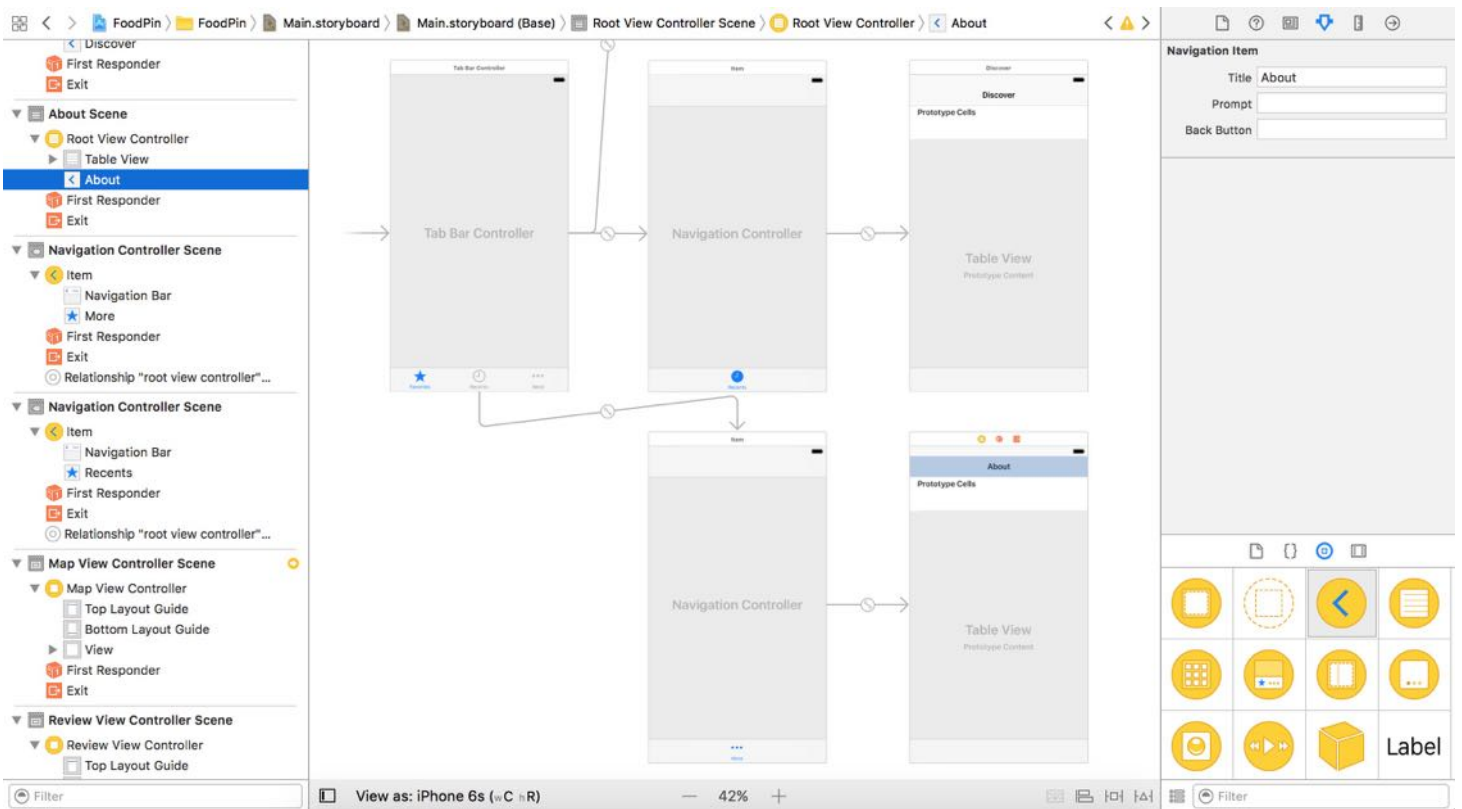 FoodPin
FoodPin
Main.storyboard
Main.storyboard (Base)
Root View Controller Scene
Root View Controller
About
Discover
First Responder
Exit
About Scene
Root View Controller
Table View
About
First Responder
Exit
Navigation Controller Scene
Item
Navigation Bar
More
First Responder
Exit
Relationship "root view controller"...
Navigation Controller Scene
Item
Navigation Bar
Recents
First Responder
Exit
Relationship "root view controller"...
Map View Controller Scene
Map View Controller
Top Layout Guide
Bottom Layout Guide
View
First Responder
Exit
Review View Controller Scene
Review View Controller
Top Layout Guide
Filter
Tab Bar Controller
Tab Bar Controller
Favorites
Recents
More
Item
Navigation Controller
Recents
Discover
Discover
Prototype Cells
Table View
Prototype Content
Item
Navigation Controller
More
About
Prototype Cells
Table View
Prototype Content
View as: iPhone 6s (wC hR)
42%
Navigation Item
Title About
Prompt
Back Button
Label
Filter